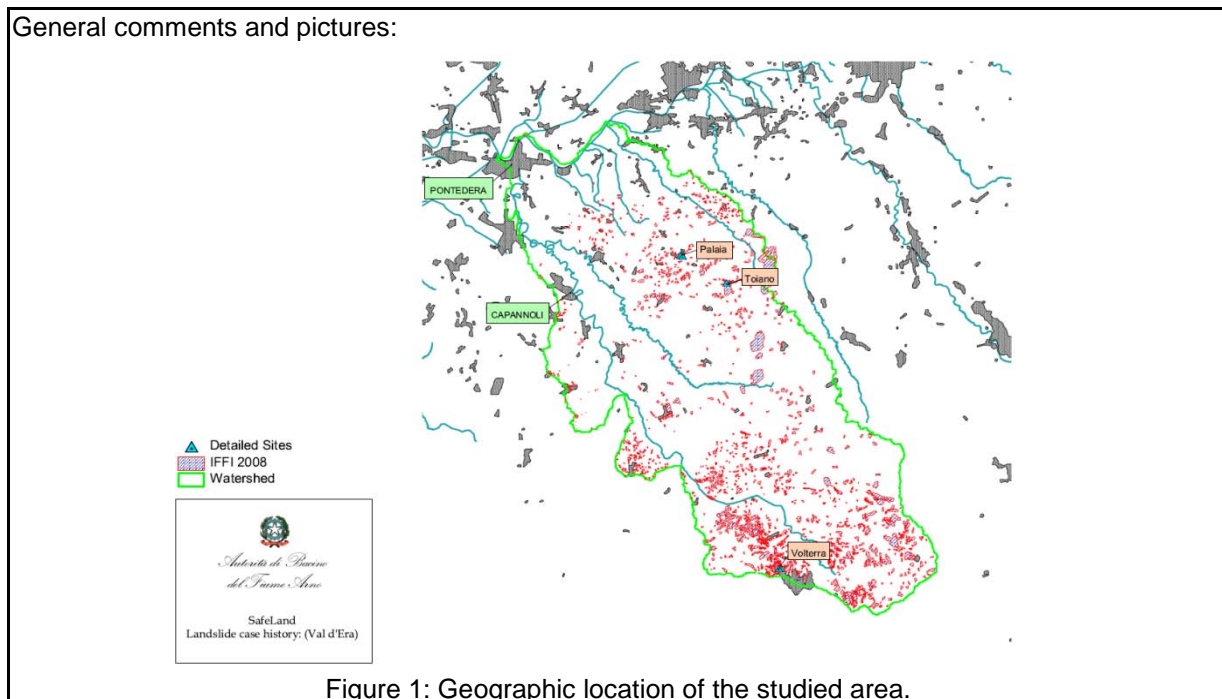 General comments and pictures:
PONTEDERA
Palaia
Toiano
CAPANNOLI
Detailed Sites
IFFI 2008
Watershed
Volterra
Autorità di Bacino
del Fiume Arno
SafeLand
Landslide case history: (Val d'Era)
Figure 1: Geographic location of the studied area.